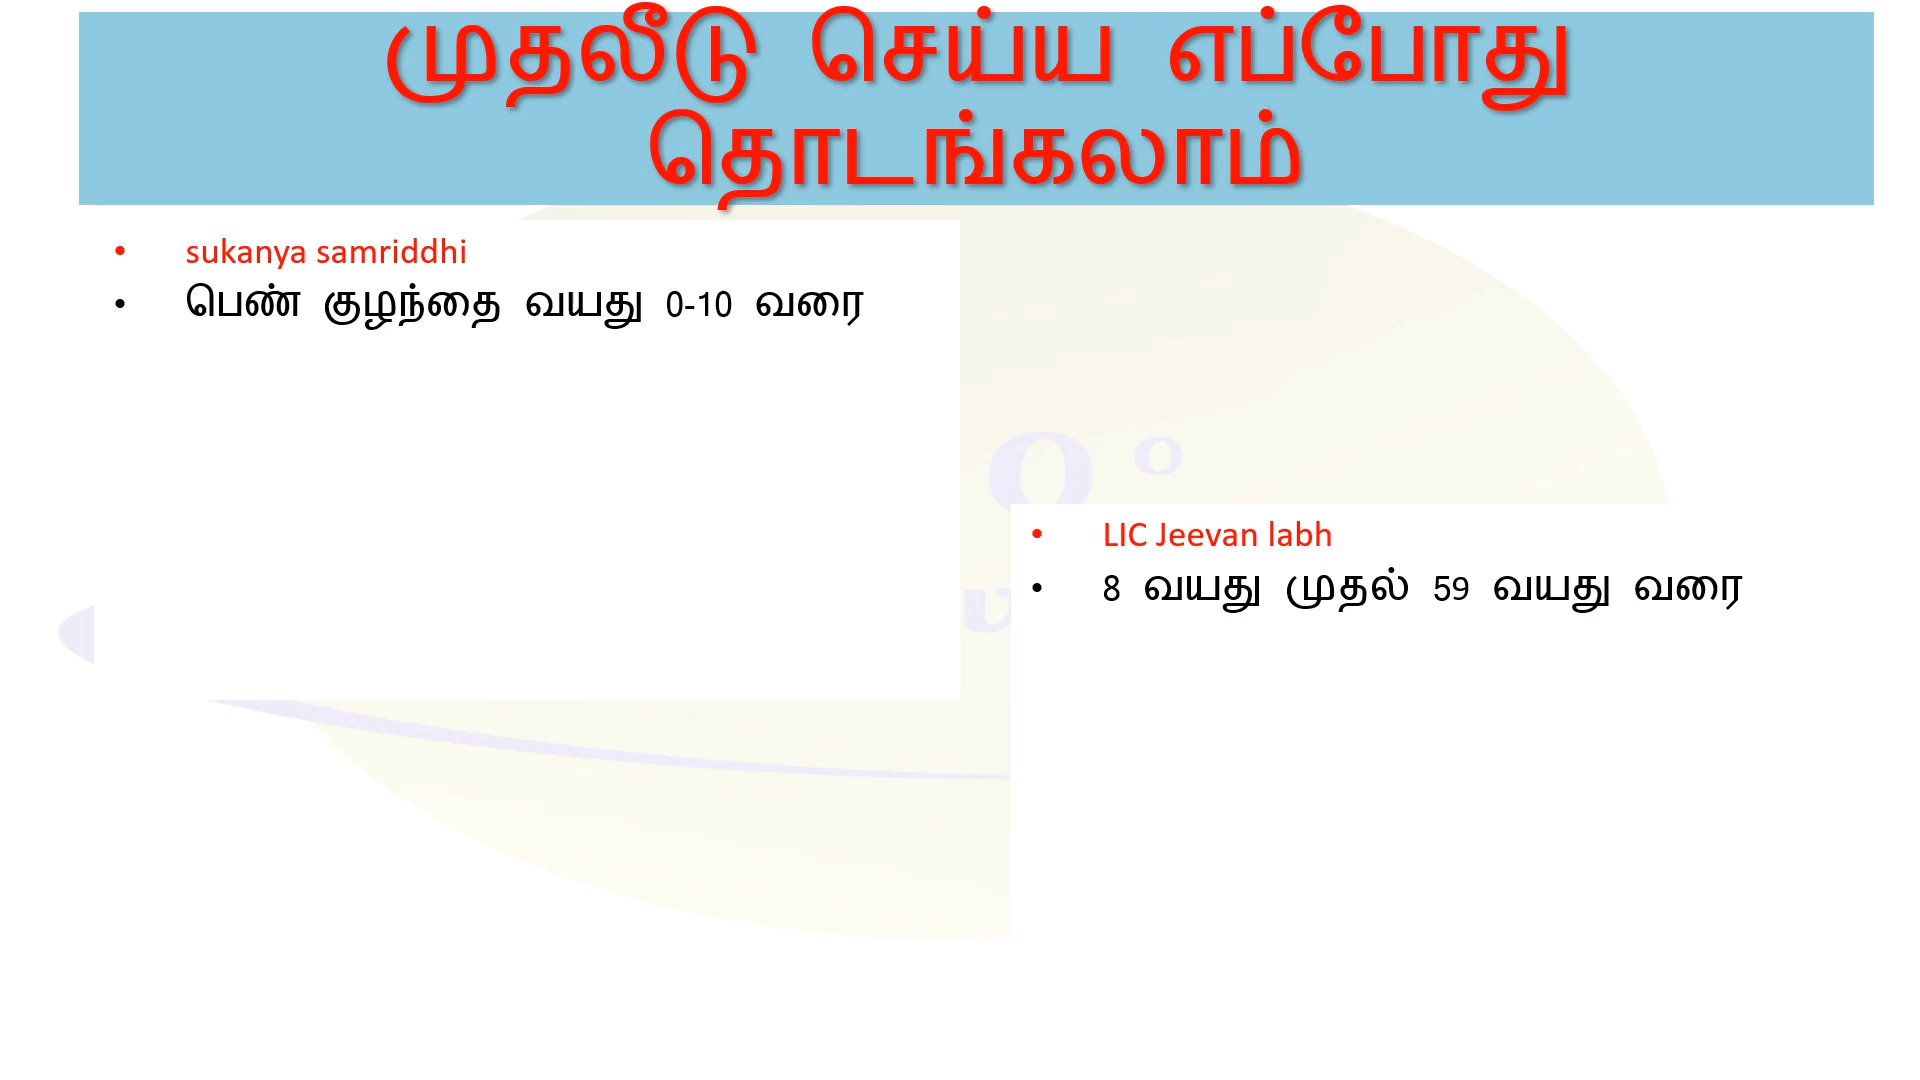 முதலீடு செய்ய எப்போது
தொடங்கலாம்
• sukanya samriddhi
• பெண் குழந்தை வயது 0-10 வரை
• LIC Jeevan labh
• 8 வயது முதல் 59 வயது வரை